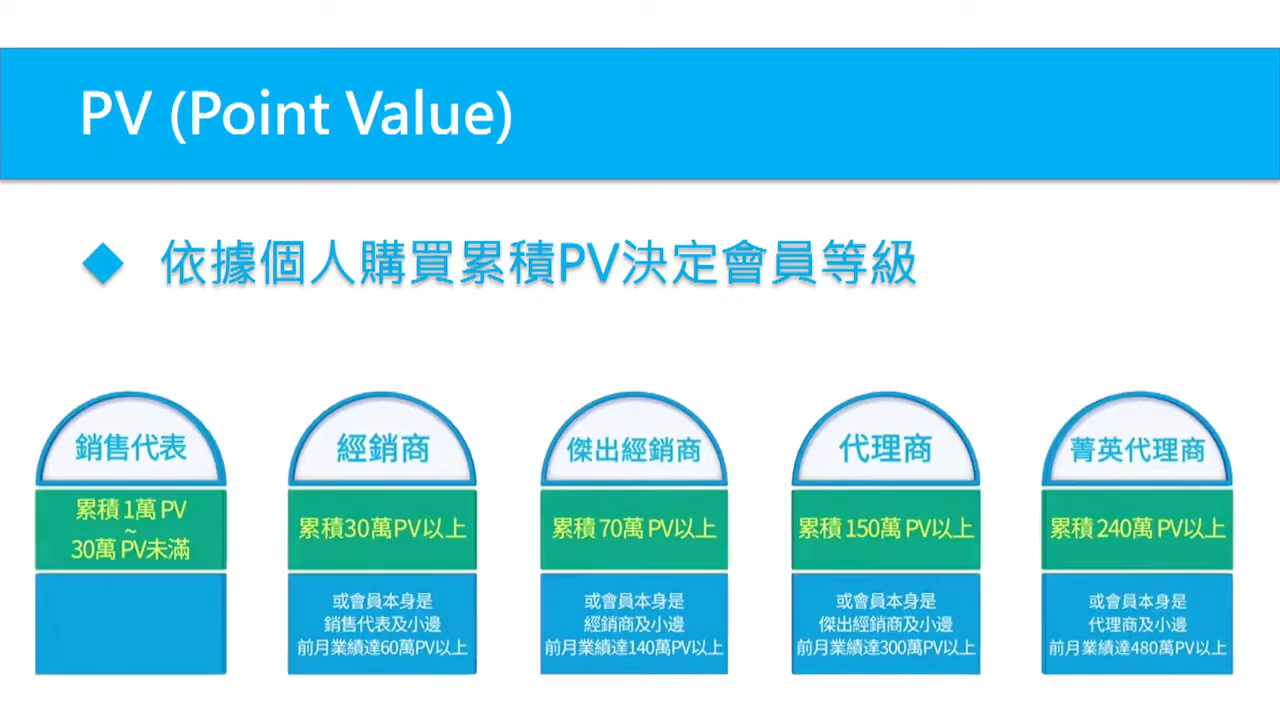 PV (Point Value)
◆ 依據個人購買累積PV決定會員等級
銷售代表
累積 1萬 PV
~
30萬 PV未滿
經銷商
累積30萬PV以上
或會員本身是
銷售代表及小邊
前月業績達60萬PV以上
傑出經銷商
累積 70萬 PV以上
或會員本身是
經銷商及小邊
前月業績達140萬PV以上
代理商
累積 150萬 PV以上
或會員本身是
傑出經銷商及小邊
前月業績達300萬PV以上
菁英代理商
累積 240萬 PV以上
或會員本身是
代理商及小邊
前月業績達480萬PV以上